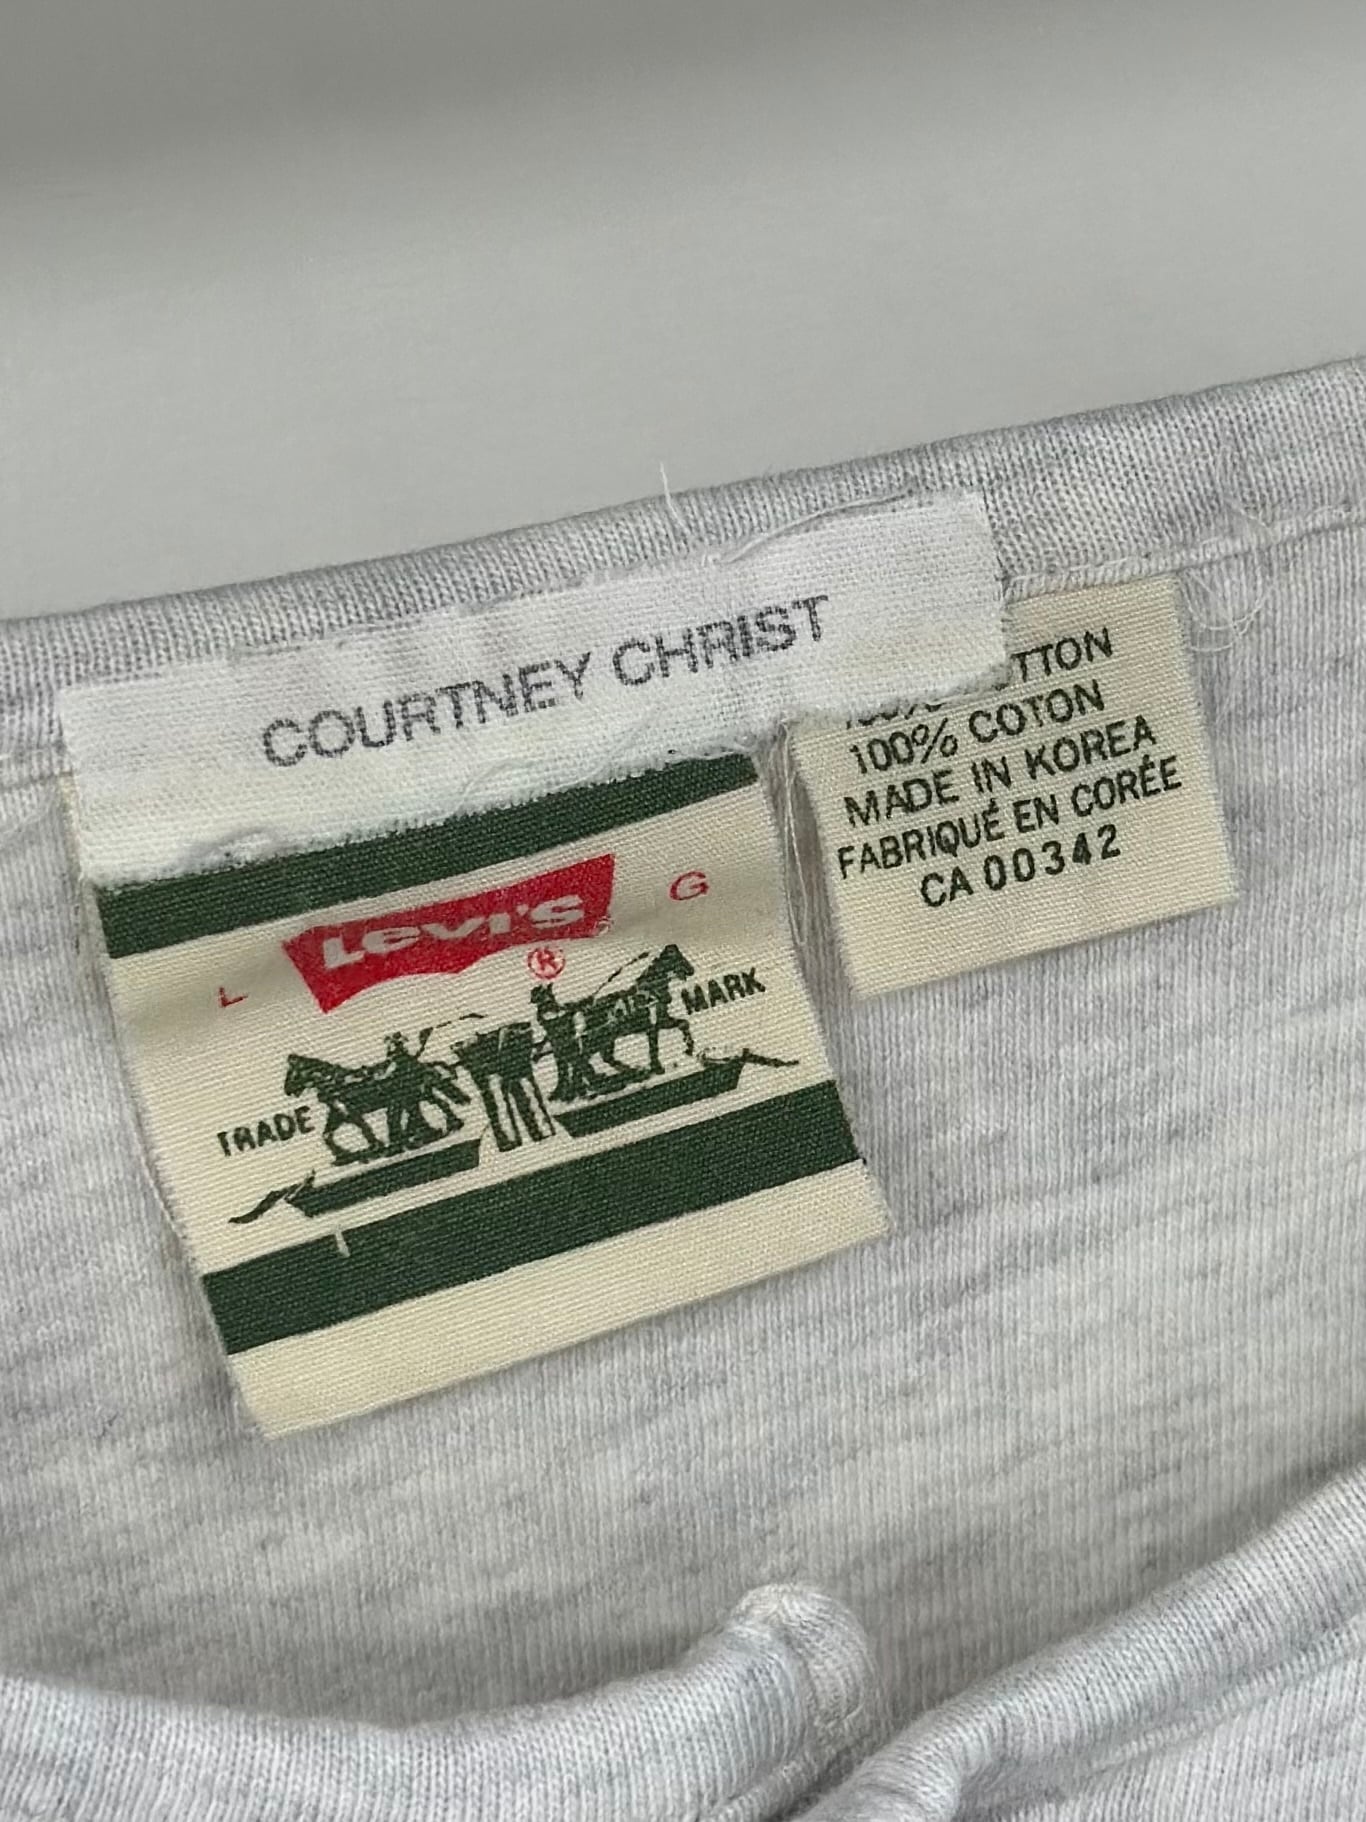 COURTNEY CHRIST
Levi's
®
L G
TRADE MARK
100% COTON
MADE IN KOREA
FABRIQUÉ EN CORÉE
CA 00342